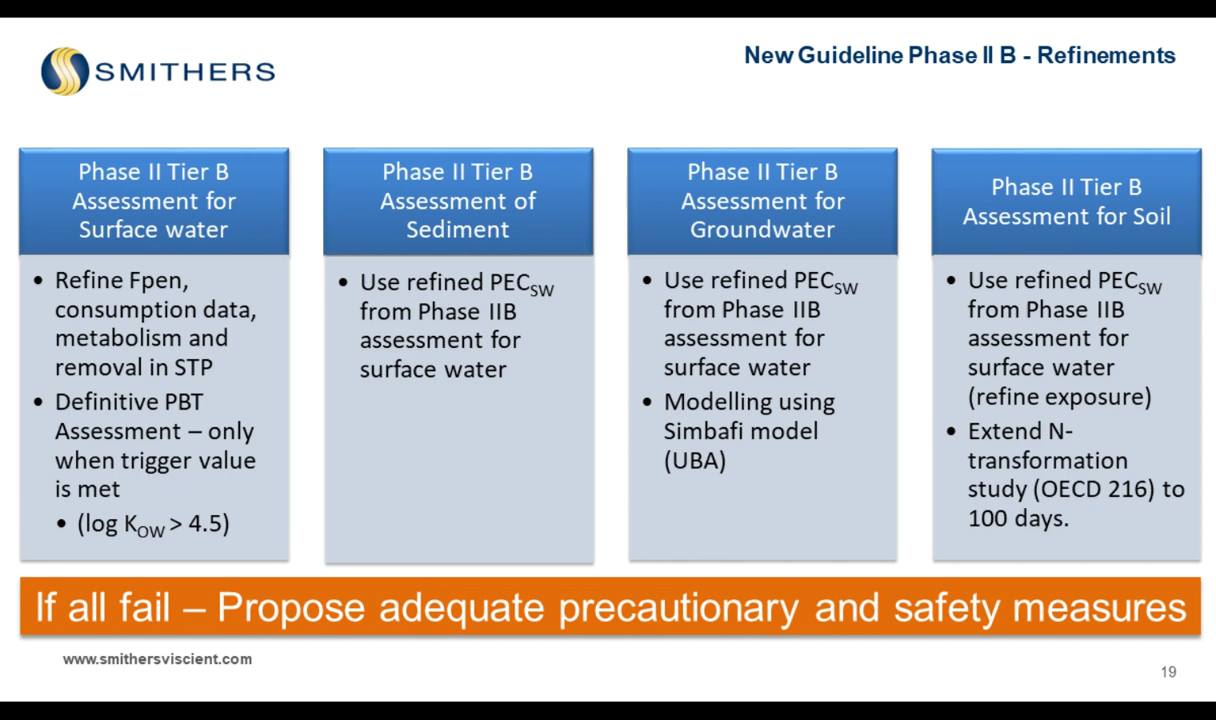 SMITHERS
New Guideline Phase II B - Refinements
Phase II Tier B
Assessment for
Surface water
• Refine Fpen,
consumption data,
metabolism and
removal in STP
• Definitive PBT
Assessment – only
when trigger value
is met
• (log KOW > 4.5)
Phase II Tier B
Assessment of
Sediment
• Use refined PECSW
from Phase IIB
assessment for
surface water
Phase II Tier B
Assessment for
Groundwater
• Use refined PECSW
from Phase IIB
assessment for
surface water
• Modelling using
Simbafi model
(UBA)
Phase II Tier B
Assessment for Soil
• Use refined PECSW
from Phase IIB
assessment for
surface water
(refine exposure)
• Extend N-
transformation
study (OECD 216) to
100 days.
If all fail – Propose adequate precautionary and safety measures
www.smithersviscient.com
19